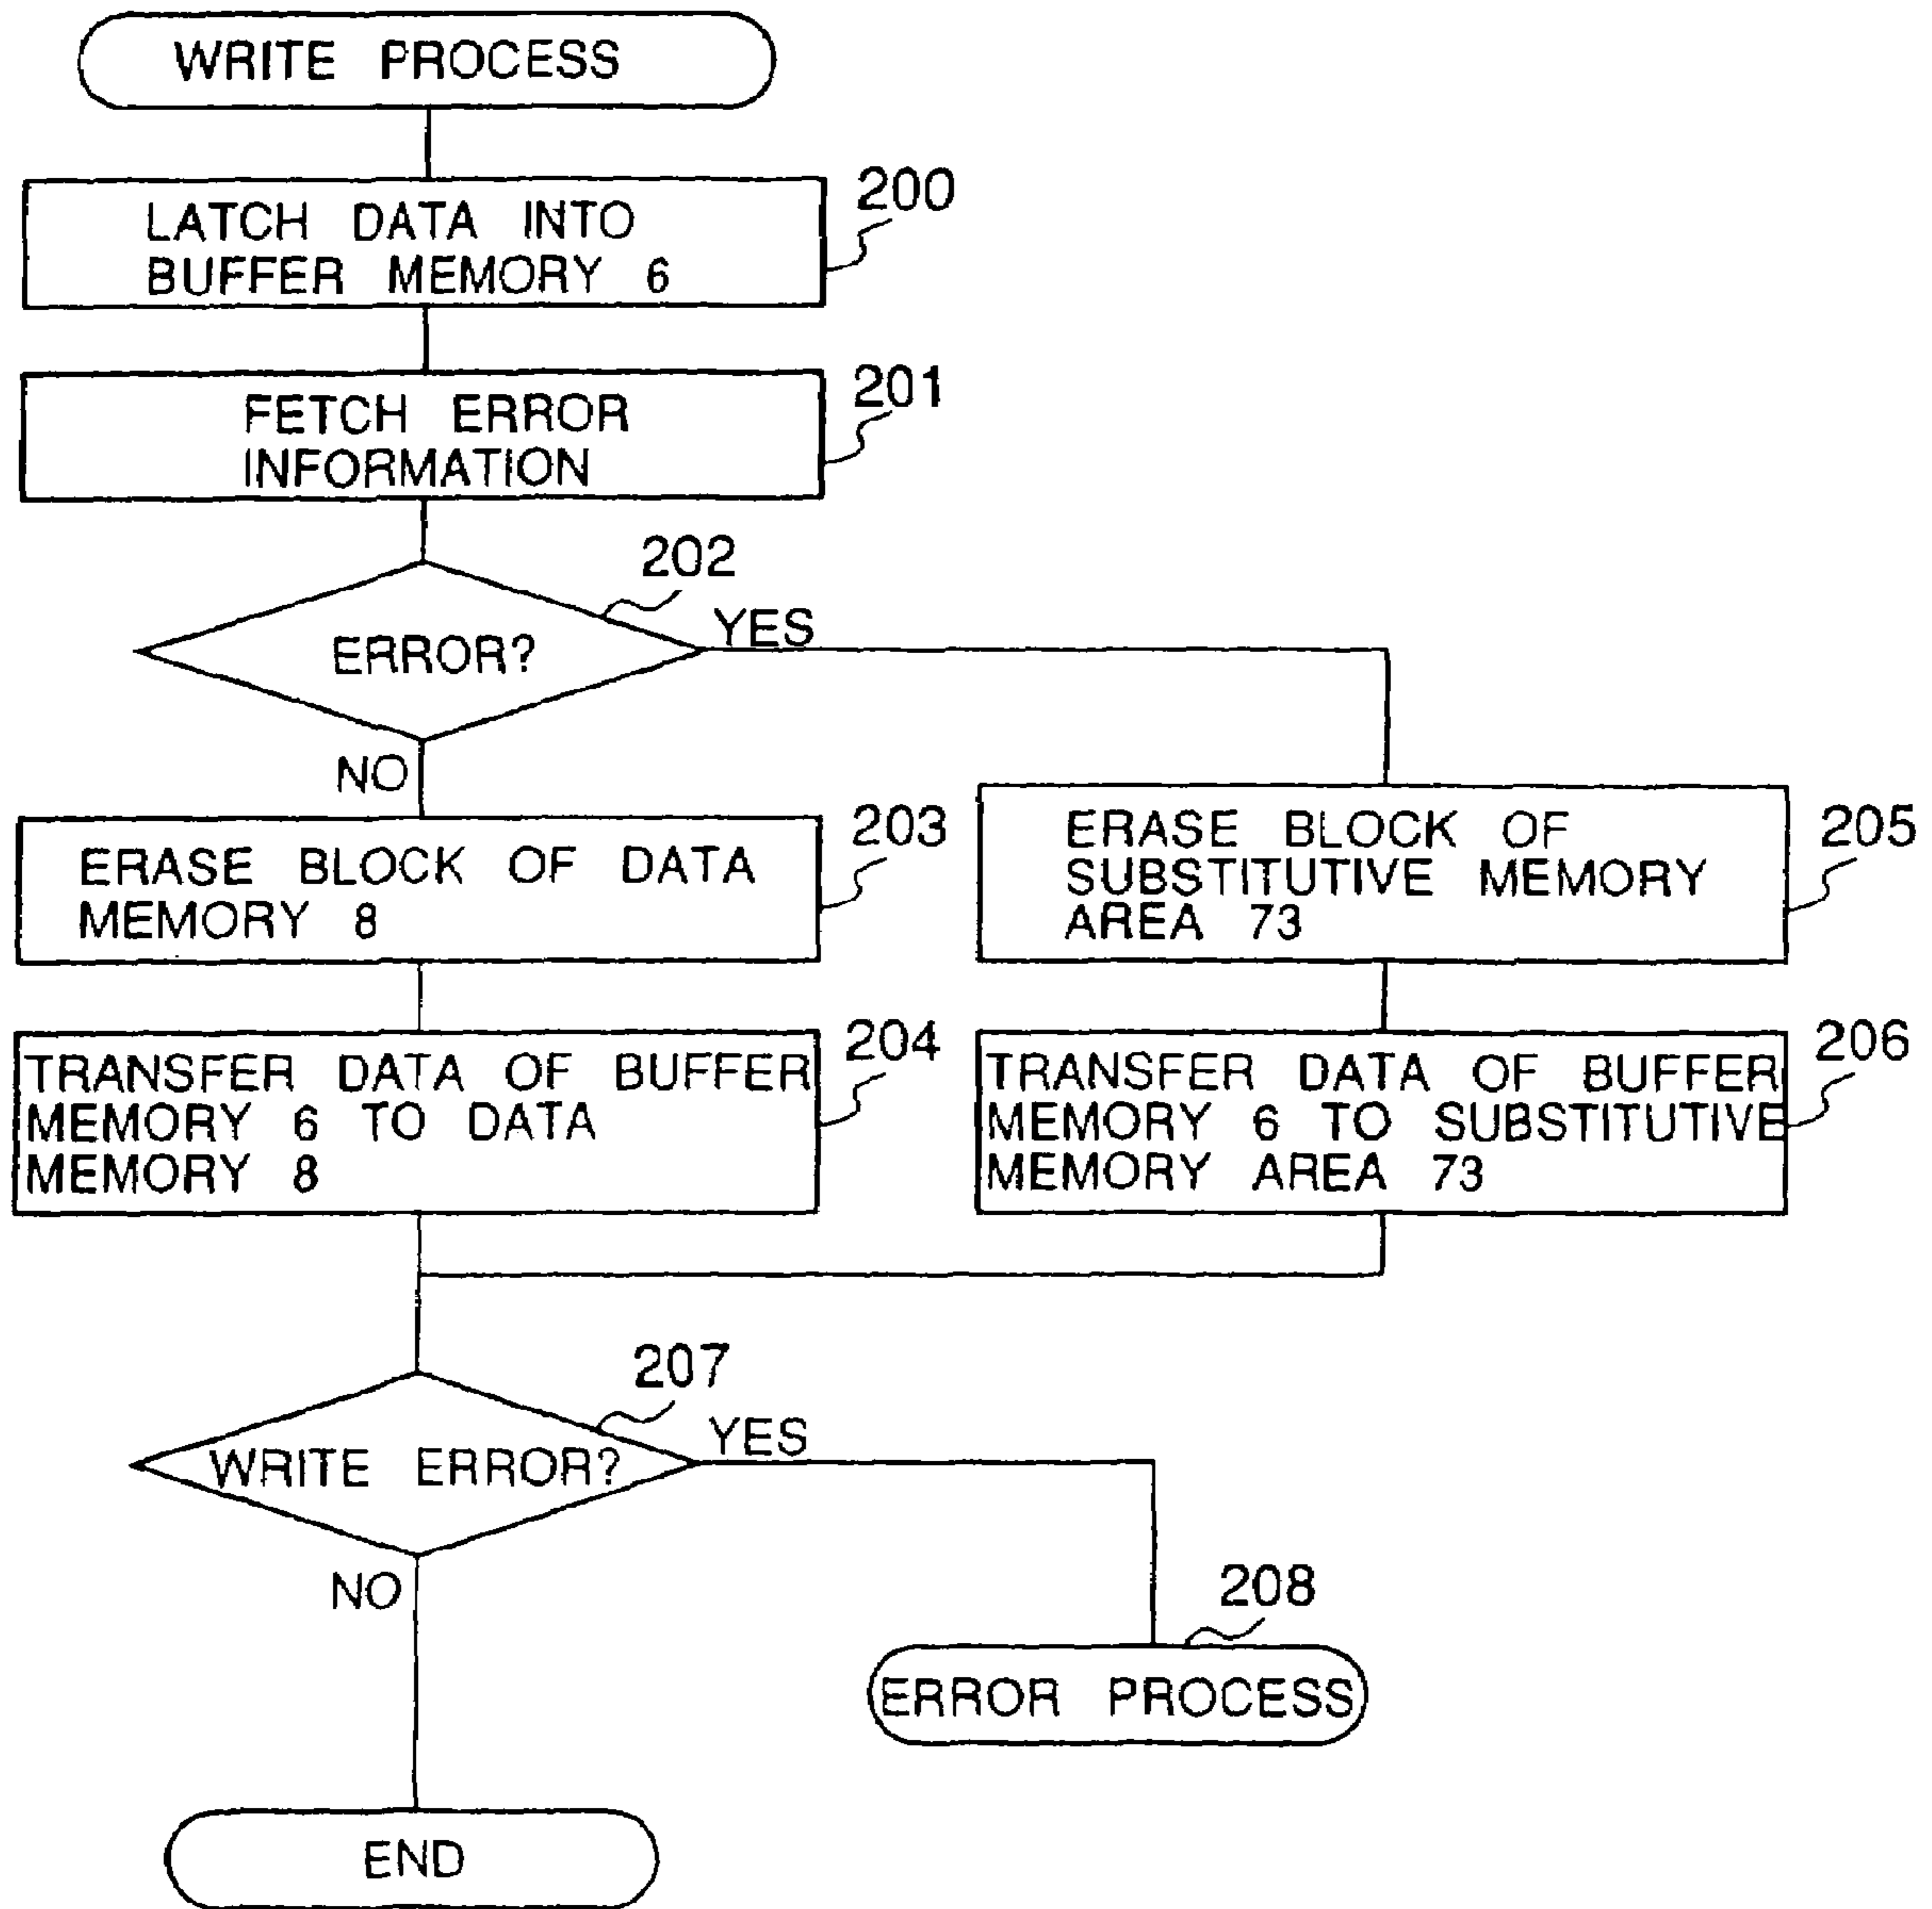 WRITE PROCESS
200
LATCH DATA INTO
BUFFER MEMORY 6
201
FETCH ERROR
INFORMATION
202
YES
ERROR?
NO
203
ERASE BLOCK OF DATA
MEMORY 8
205
ERASE BLOCK OF
SUBSTITUTIVE MEMORY
AREA 73
204
TRANSFER DATA OF BUFFER
MEMORY 6 TO DATA
MEMORY 8
206
TRANSFER DATA OF BUFFER
MEMORY 6 TO SUBSTITUTIVE
MEMORY AREA 73
207
YES
WRITE ERROR?
NO
208
ERROR PROCESS
END